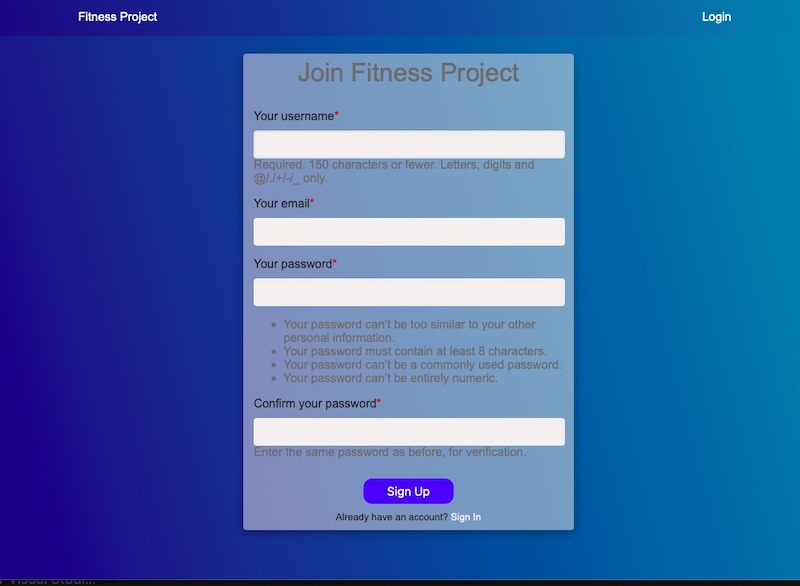 Fitness Project
Login
Join Fitness Project
Your username*
Required. 150 characters or fewer. Letters, digits and
@/./+/-/_ only.
Your email*
Your password*
• Your password can't be too similar to your other
personal information.
• Your password must contain at least 8 characters.
• Your password can't be a commonly used password.
• Your password can't be entirely numeric.
Confirm your password*
Enter the same password as before, for verification.
Sign Up
Already have an account? Sign In